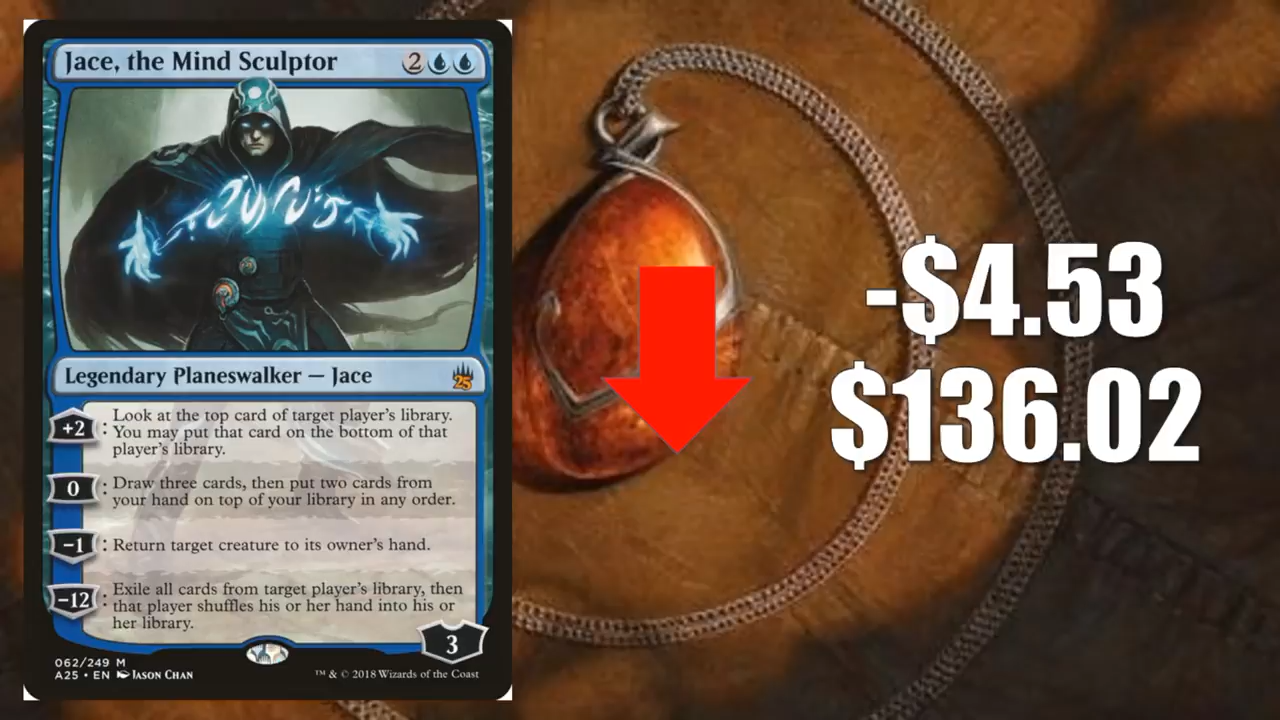 Jace, the Mind Sculptor 2
Legendary Planeswalker — Jace 25
+2 : Look at the top card of target player's library.
You may put that card on the bottom of that
player's library.
0 : Draw three cards, then put two cards from
your hand on top of your library in any order.
−1 : Return target creature to its owner's hand.
−12 : Exile all cards from target player's library, then
that player shuffles his or her hand into his or
her library.
3
062/249 M
A25 • EN JASON CHAN
™ & © 2018 Wizards of the Coast
-$4.53
$136.02